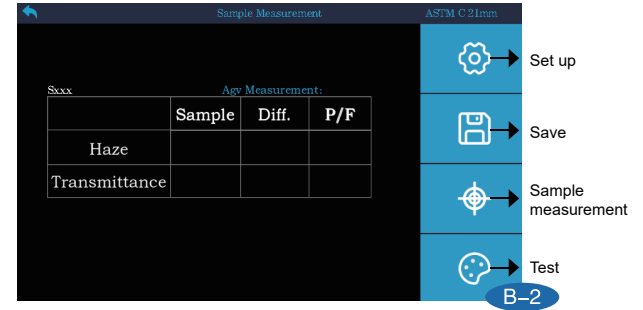 Sample Measurement
ASTM C 21mm
Sxxx
Agv Measurement:
Sample Diff. P/F
Haze
Transmittance
Set up
Save
Sample
measurement
Test
B–2